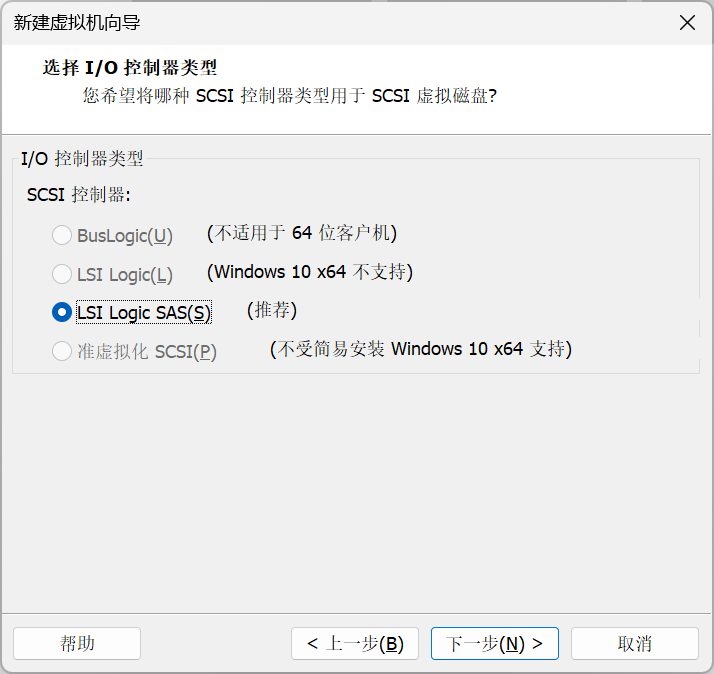 新建虚拟机向导
选择 I/O 控制器类型
您希望将哪种 SCSI 控制器类型用于 SCSI 虚拟磁盘?
I/O 控制器类型
SCSI 控制器:
BusLogic(U) (不适用于 64 位客户机)
LSI Logic(L) (Windows 10 x64 不支持)
LSI Logic SAS(S) (推荐)
准虚拟化 SCSI(P) (不受简易安装 Windows 10 x64 支持)
帮助 < 上一步(B) 下一步(N) > 取消